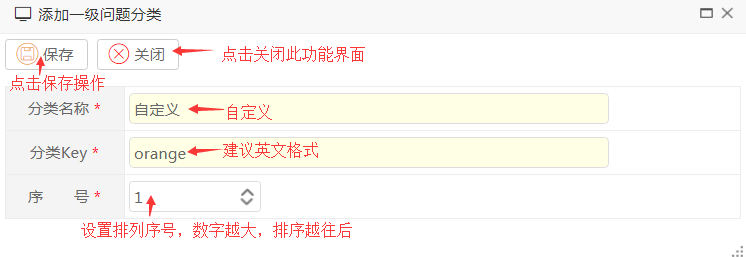 添加一级问题分类
保存 关闭 点击关闭此功能界面
点击保存操作
分类名称 * 自定义 自定义
分类Key * orange 建议英文格式
序 号 * 1
设置排列序号，数字越大，排序越往后